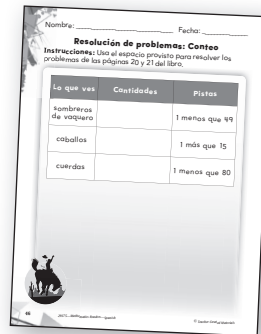 Nombre: Fecha:
Resolución de problemas: Conteo
Instrucciones: Usa el espacio provisto para resolver los
problemas de las páginas 20 y 21 del libro.
Lo que ves Cantidades Pistas
sombreros
de vaquero 1 menos que 49
caballos 1 más que 15
cuerdas 1 menos que 80